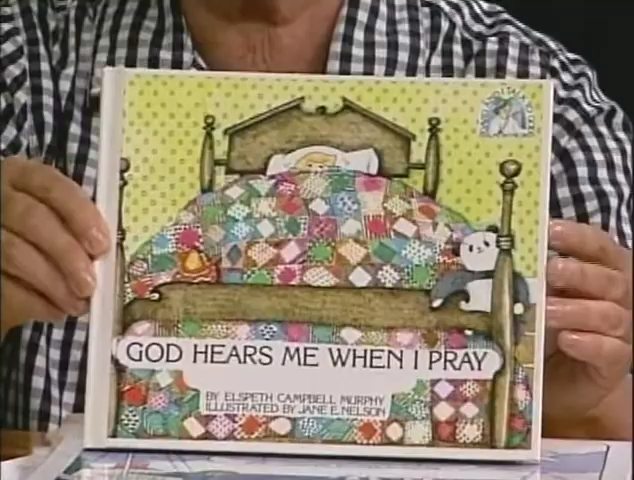 GOD HEARS ME WHEN I PRAY
BY ELSPETH CAMPBELL MURPHY
ILLUSTRATED BY JANE E. NELSON